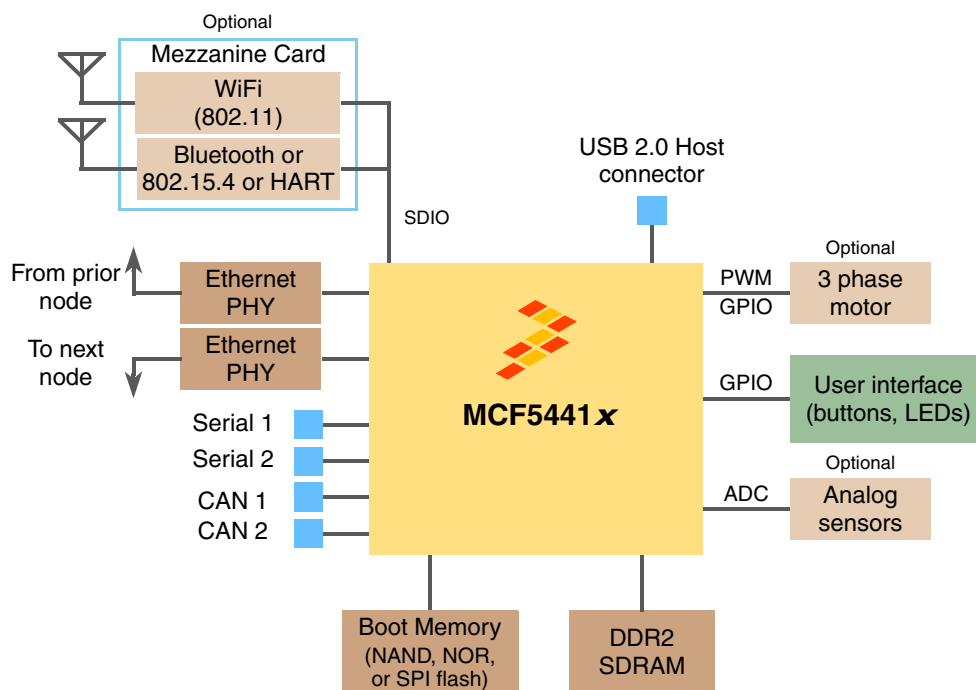 Optional
Mezzanine Card
WiFi
(802.11)
Bluetooth or
802.15.4 or HART
SDIO
USB 2.0 Host
connector
From prior
node
Ethernet
PHY
To next
node
Ethernet
PHY
Serial 1
Serial 2
CAN 1
CAN 2
MCF5441x
PWM
GPIO
Optional
3 phase
motor
GPIO
User interface
(buttons, LEDs)
ADC
Optional
Analog
sensors
Boot Memory
(NAND, NOR,
or SPI flash)
DDR2
SDRAM